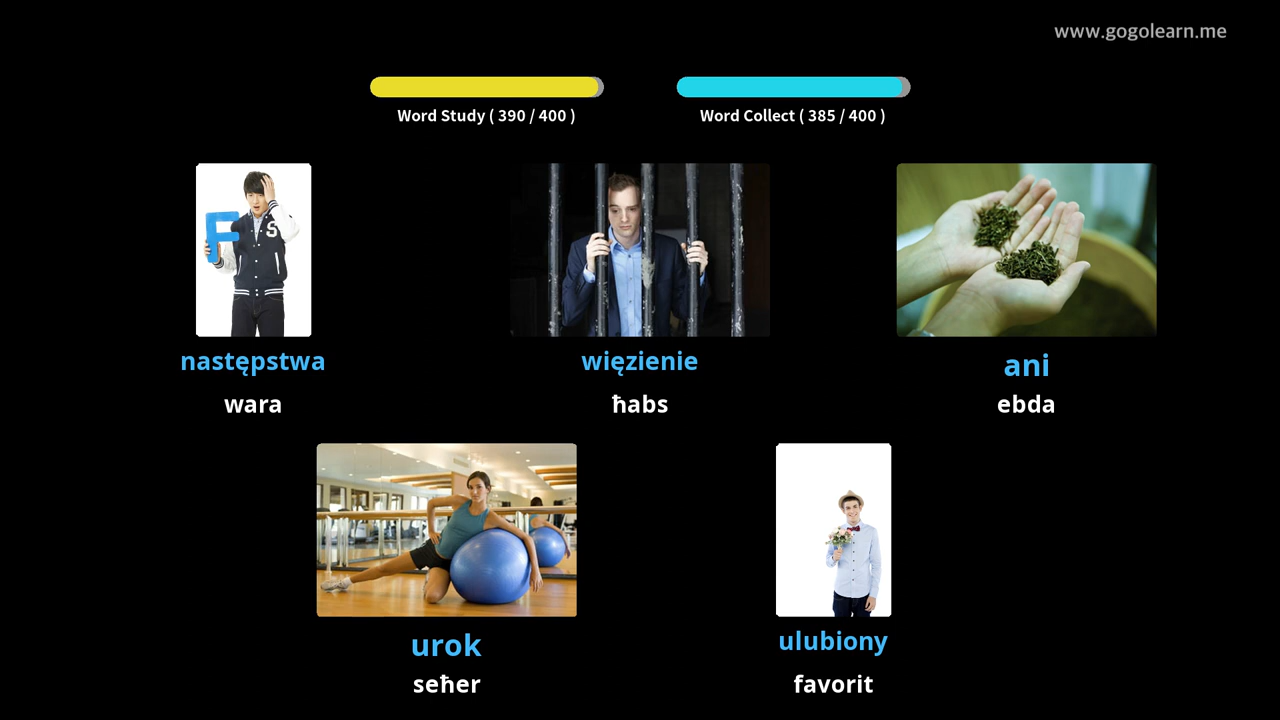 www.gogolearn.me
Word Study ( 390 / 400 )
Word Collect ( 385 / 400 )
F
S
następstwa
wara
więzienie
ħabs
ani
ebda
urok
seħer
ulubiony
favorit